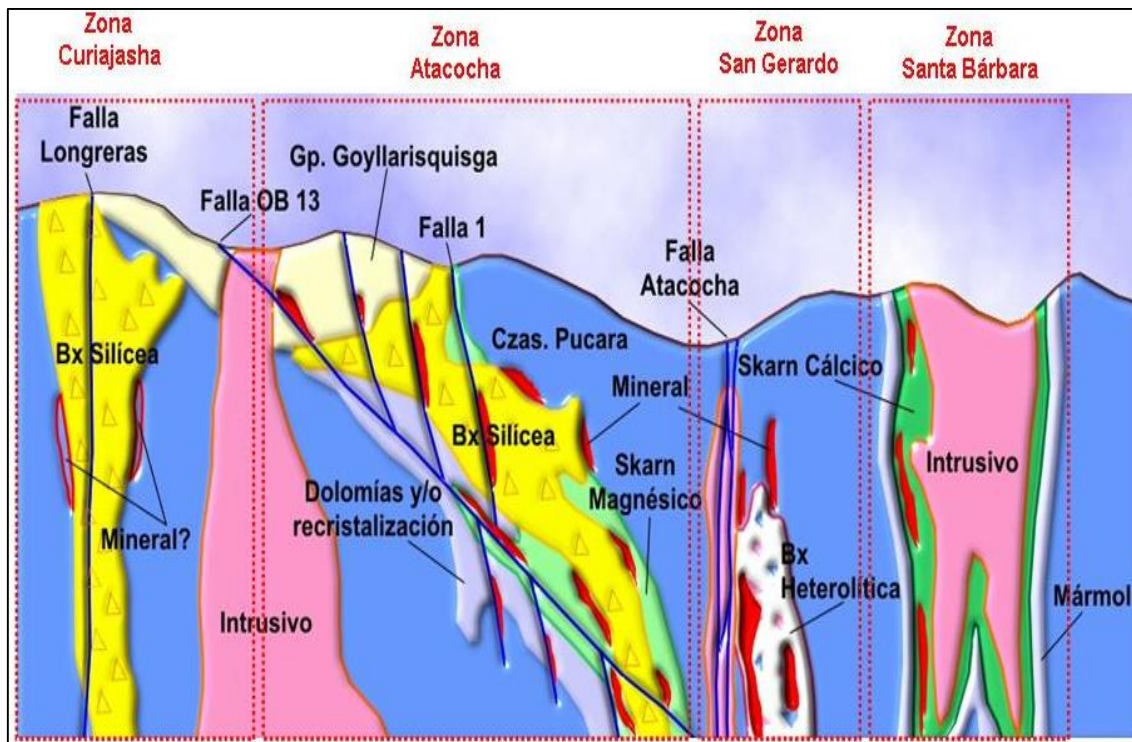 Zona
Curiajasha
Zona
Atacocha
Zona
San Gerardo
Zona
Santa Bárbara
Falla
Longreras
Falla OB 13
Gp. Goyllarisquisga
Falla 1
Falla
Atacocha
Czas. Pucara
Mineral
Skarn Cálcico
Bx Silícea
Bx Silícea
Skarn
Magnésico
Intrusivo
Dolomías y/o
recristalización
Mineral?
Bx
Heterolítica
Mármol
Intrusivo